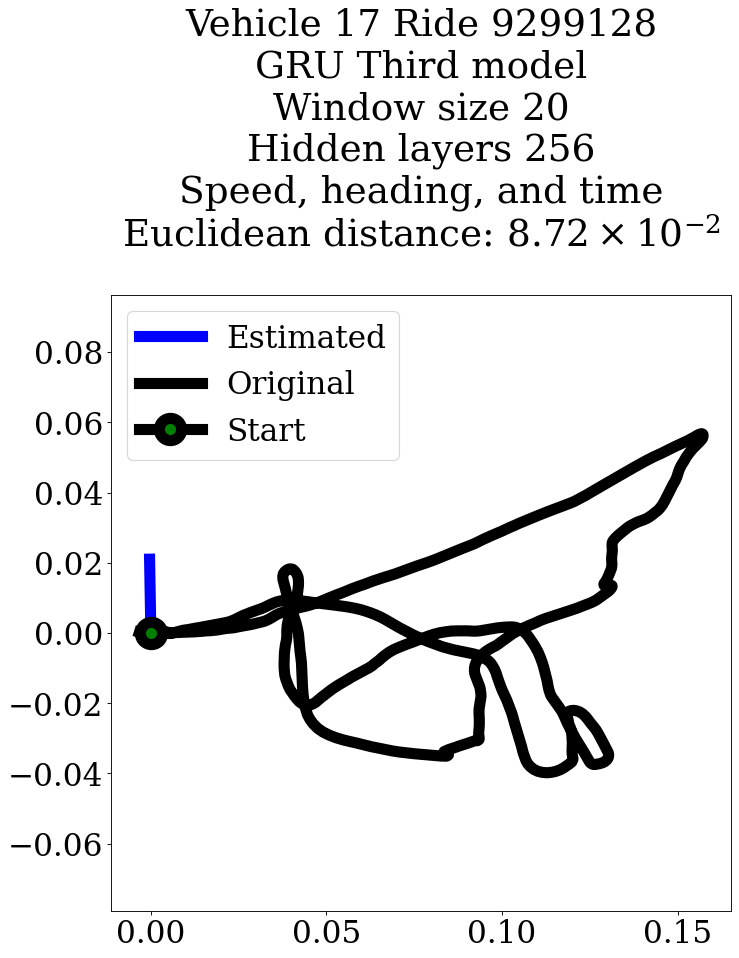 Vehicle 17 Ride 9299128
GRU Third model
Window size 20
Hidden layers 256
Speed, heading, and time
Euclidean distance: 8.72 × 10⁻²
Estimated
Original
Start
0.08
0.06
0.04
0.02
0.00
−0.02
−0.04
−0.06
0.00 0.05 0.10 0.15